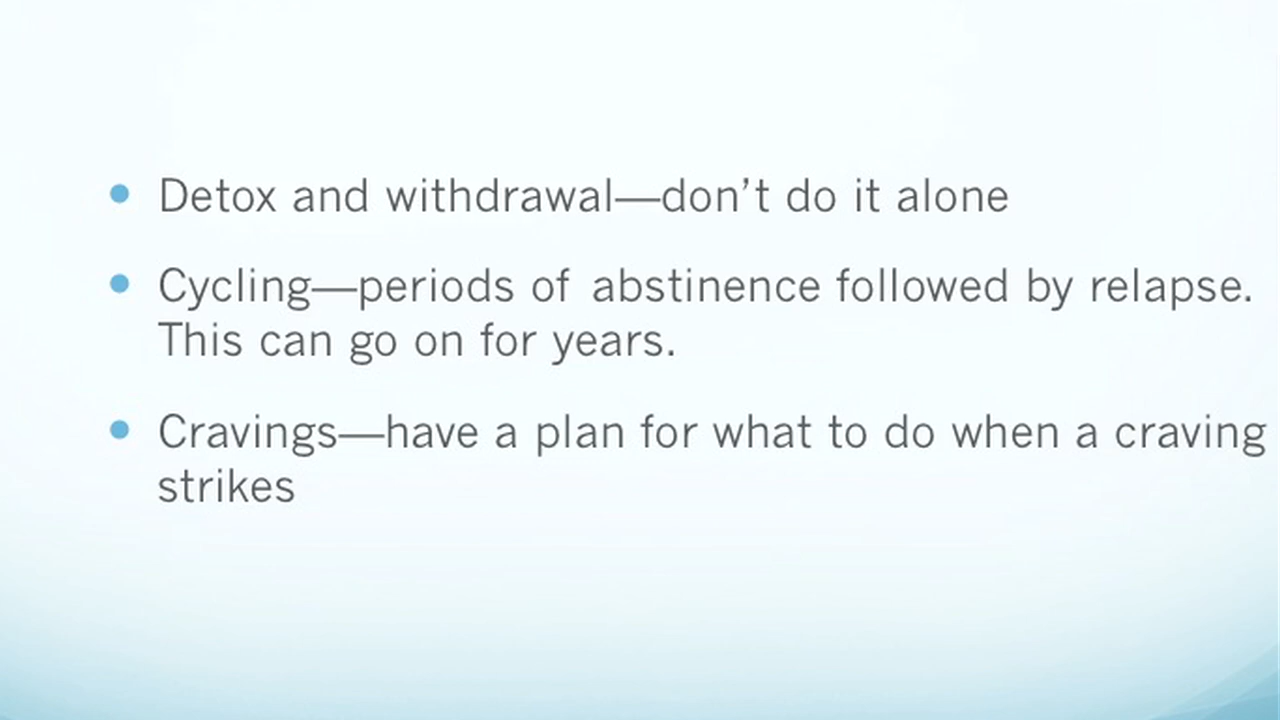 • Detox and withdrawal—don’t do it alone
• Cycling—periods of abstinence followed by relapse.
This can go on for years.
• Cravings—have a plan for what to do when a craving
strikes